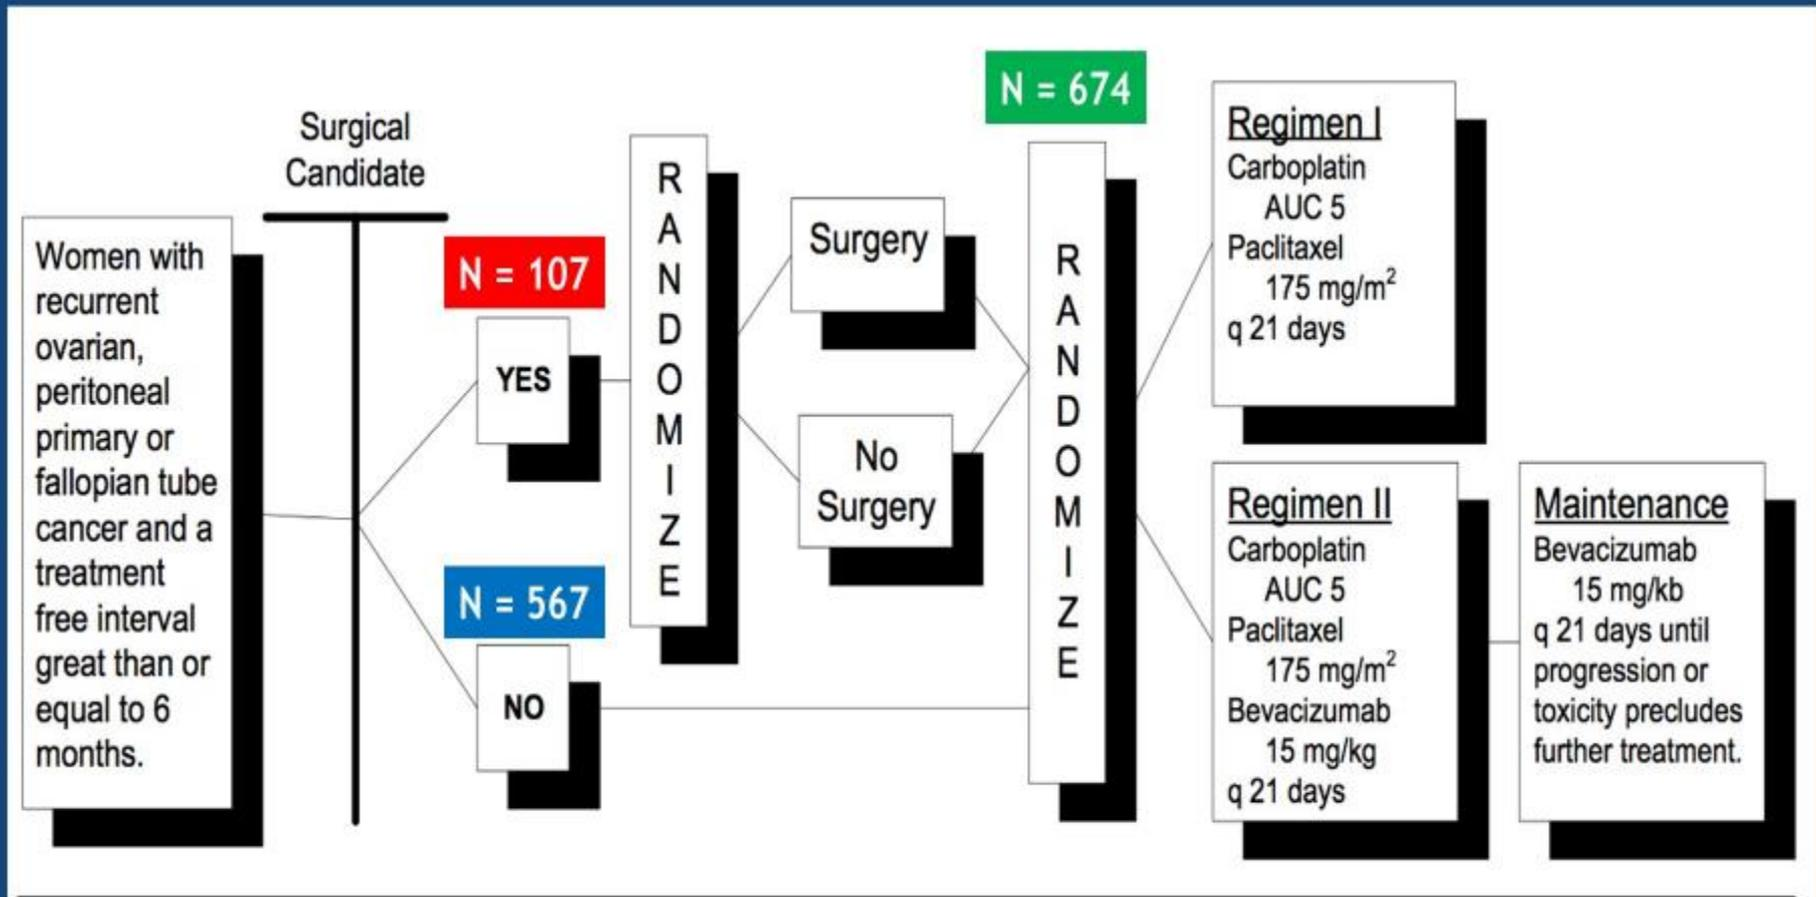 Women with
recurrent
ovarian,
peritoneal
primary or
fallopian tube
cancer and a
treatment
free interval
great than or
equal to 6
months.
Surgical
Candidate
N = 107
YES
N = 567
NO
RANDOMIZE
Surgery
No
Surgery
N = 674
RANDOMIZE
Regimen I
Carboplatin
AUC 5
Paclitaxel
175 mg/m²
q 21 days
Regimen II
Carboplatin
AUC 5
Paclitaxel
175 mg/m²
Bevacizumab
15 mg/kg
q 21 days
Maintenance
Bevacizumab
15 mg/kb
q 21 days until
progression or
toxicity precludes
further treatment.